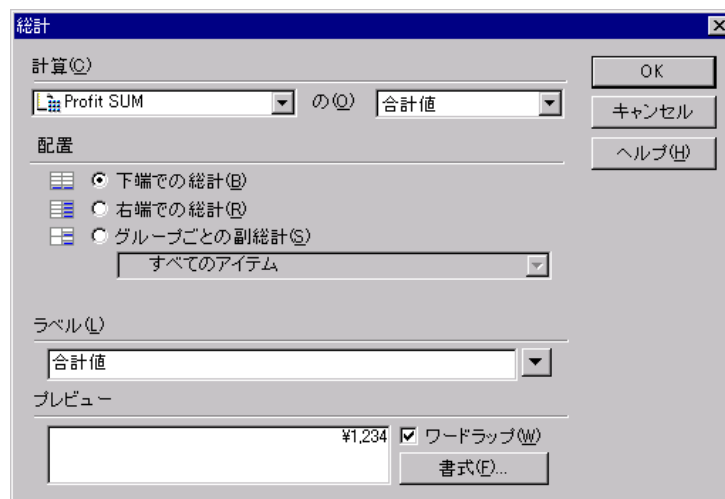 総計
計算(C)
Profit SUM の(O) 合計値
OK
キャンセル
ヘルプ(H)
配置
下端での総計(B)
右端での総計(R)
グループごとの副総計(S)
すべてのアイテム
ラベル(L)
合計値
プレビュー
¥1,234
ワードラップ(W)
書式(F)...